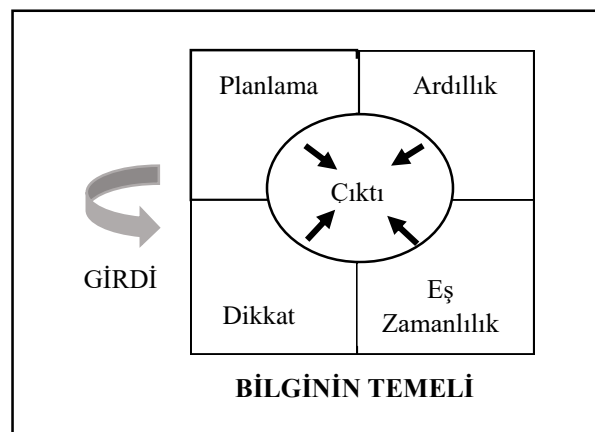 Planlama
Ardıllık
Çıktı
GİRDİ
Dikkat
Eş
Zamanlılık
BİLGİNİN TEMELİ